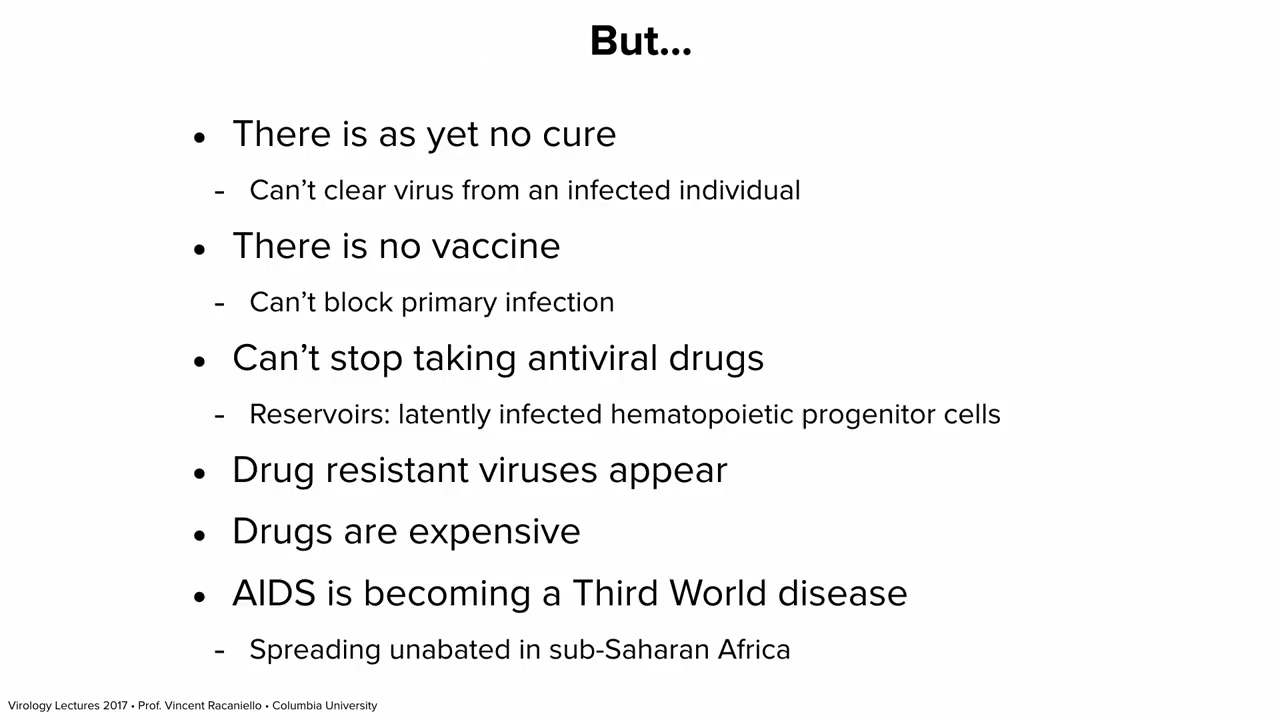 But...
• There is as yet no cure
- Can’t clear virus from an infected individual
• There is no vaccine
- Can’t block primary infection
• Can’t stop taking antiviral drugs
- Reservoirs: latently infected hematopoietic progenitor cells
• Drug resistant viruses appear
• Drugs are expensive
• AIDS is becoming a Third World disease
- Spreading unabated in sub-Saharan Africa
Virology Lectures 2017 • Prof. Vincent Racaniello • Columbia University